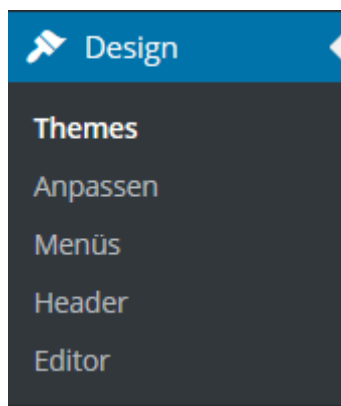 Design
Themes
Anpassen
Menüs
Header
Editor